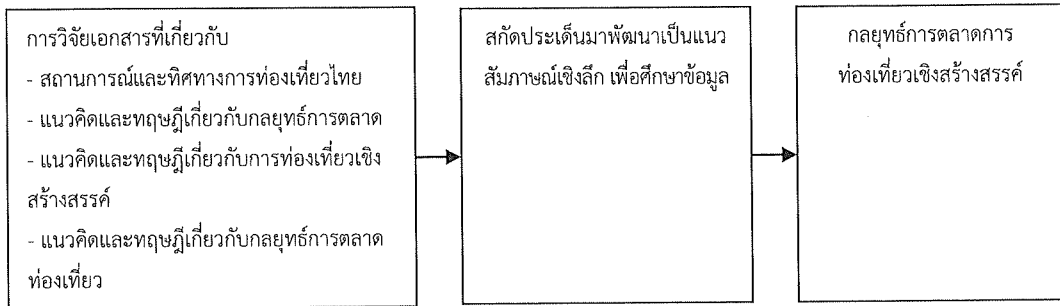 การวิจัยเอกสารที่เกี่ยวกับ
- สถานการณ์และทิศทางการท่องเที่ยวไทย
- แนวคิดและทฤษฎีเกี่ยวกับกลยุทธ์การตลาด
- แนวคิดและทฤษฎีเกี่ยวกับการท่องเที่ยวเชิง
สร้างสรรค์
- แนวคิดและทฤษฎีเกี่ยวกับกลยุทธ์การตลาด
ท่องเที่ยว
สกัดประเด็นมาพัฒนาเป็นแนว
สัมภาษณ์เชิงลึก เพื่อศึกษาข้อมูล
กลยุทธ์การตลาดการ
ท่องเที่ยวเชิงสร้างสรรค์